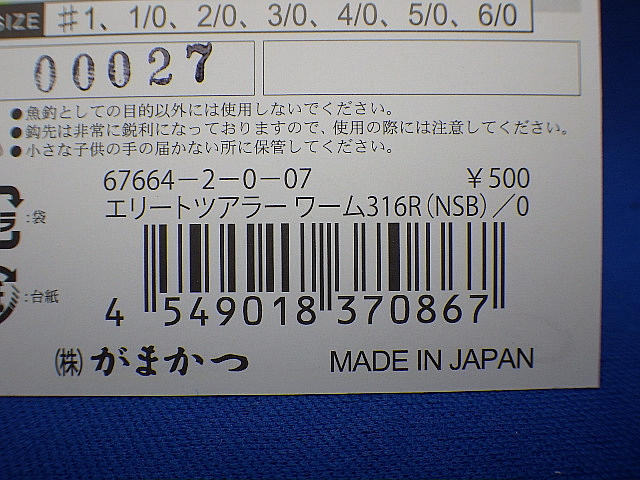 SIZE ♯1、1/0、2/0、3/0、4/0、5/0、6/0
00027
●魚釣としての目的以外には使用しないでください。
●鈎先は非常に鋭利になっておりますので、使用の際には注意してください。
●小さな子供の手の届かない所に保管してください。
67664-2-0-07 ￥500
エリートツアラー ワーム316R(NSB)/0
プラ :袋
:台紙
4 549018 370867
㈱がまかつ MADE IN JAPAN